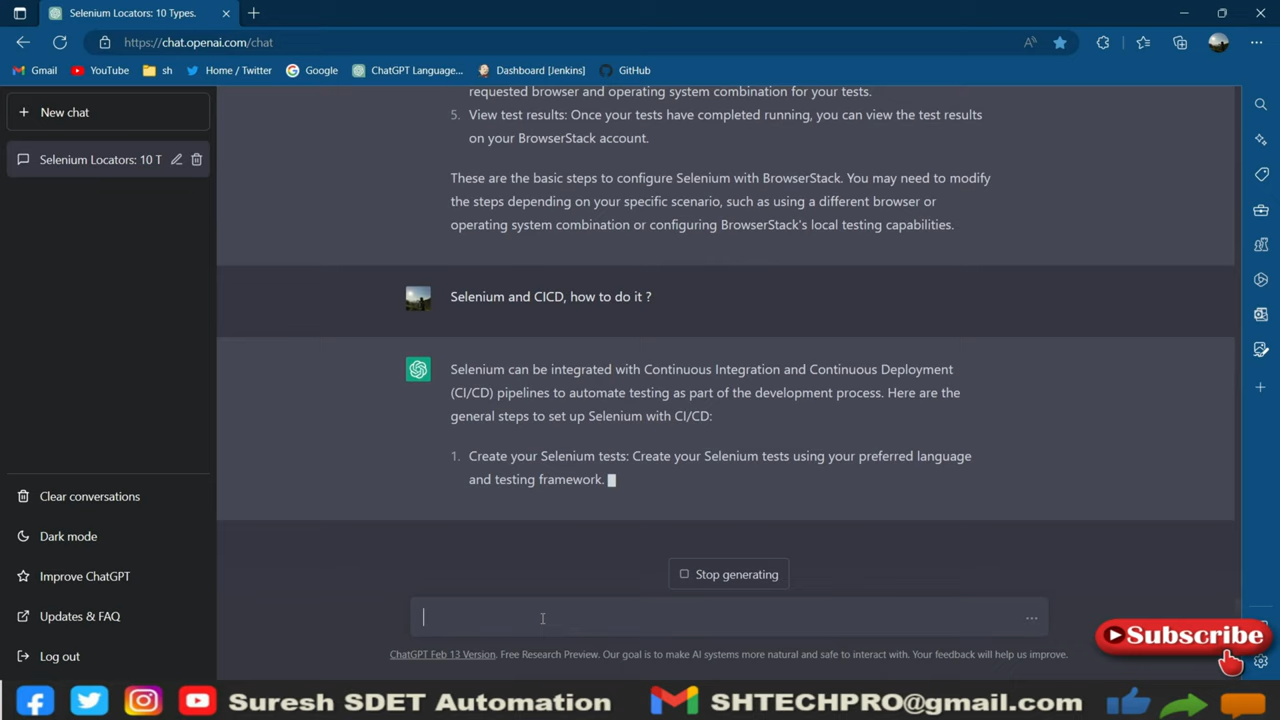 Selenium Locators: 10 Types.
https://chat.openai.com/chat
Gmail
YouTube
sh
Home / Twitter
Google
ChatGPT Language...
Dashboard [Jenkins]
GitHub
New chat
Selenium Locators: 10 T
requested browser and operating system combination for your tests.
5. View test results: Once your tests have completed running, you can view the test results
on your BrowserStack account.
These are the basic steps to configure Selenium with BrowserStack. You may need to modify
the steps depending on your specific scenario, such as using a different browser or
operating system combination or configuring BrowserStack's local testing capabilities.
Selenium and CICD, how to do it ?
Selenium can be integrated with Continuous Integration and Continuous Deployment
(CI/CD) pipelines to automate testing as part of the development process. Here are the
general steps to set up Selenium with CI/CD:
1. Create your Selenium tests: Create your Selenium tests using your preferred language
and testing framework.
Clear conversations
Dark mode
Improve ChatGPT
Updates & FAQ
Log out
Stop generating
ChatGPT Feb 13 Version. Free Research Preview. Our goal is to make AI systems more natural and safe to interact with. Your feedback will help us improve.
Subscribe
Suresh SDET Automation
SHTECHPRO@gmail.com